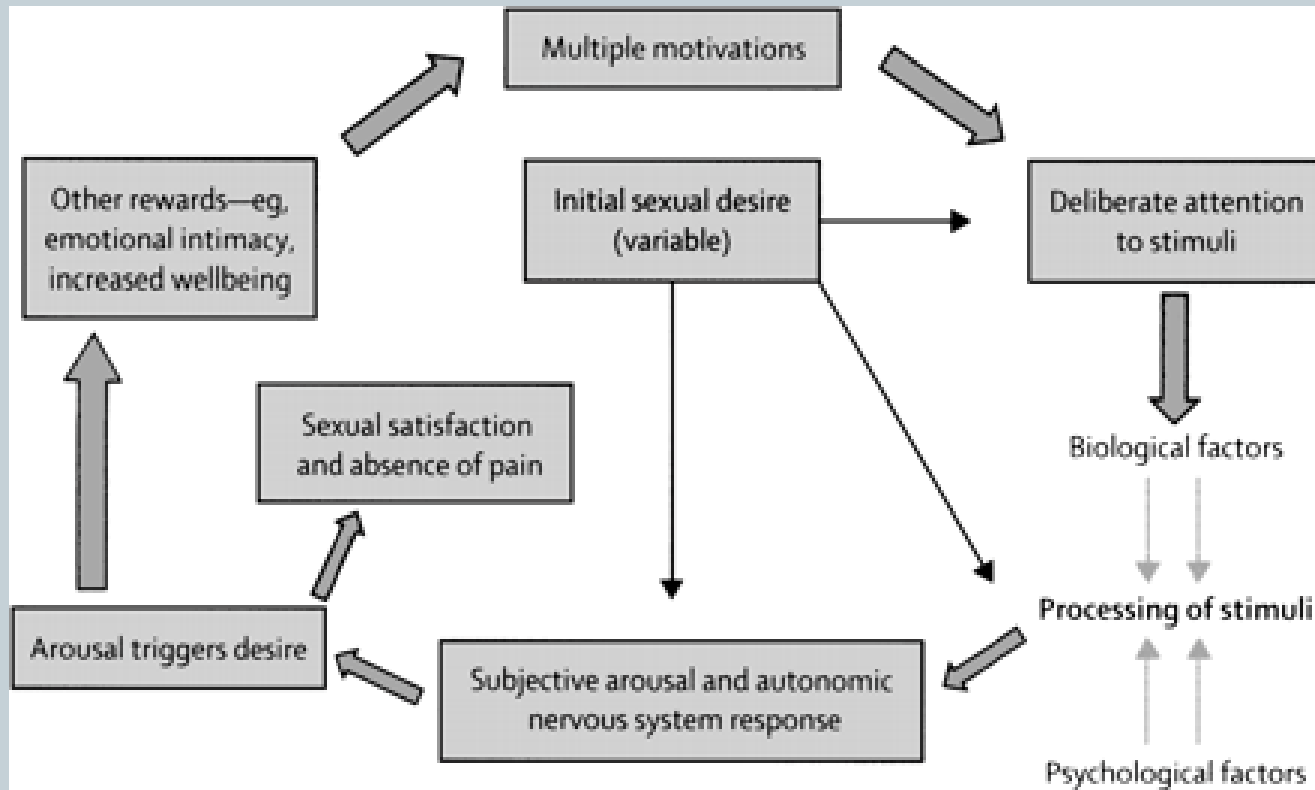 Multiple motivations
Other rewards—eg,
emotional intimacy,
increased wellbeing
Initial sexual desire
(variable)
Deliberate attention
to stimuli
Sexual satisfaction
and absence of pain
Biological factors
Processing of stimuli
Arousal triggers desire
Subjective arousal and autonomic
nervous system response
Psychological factors